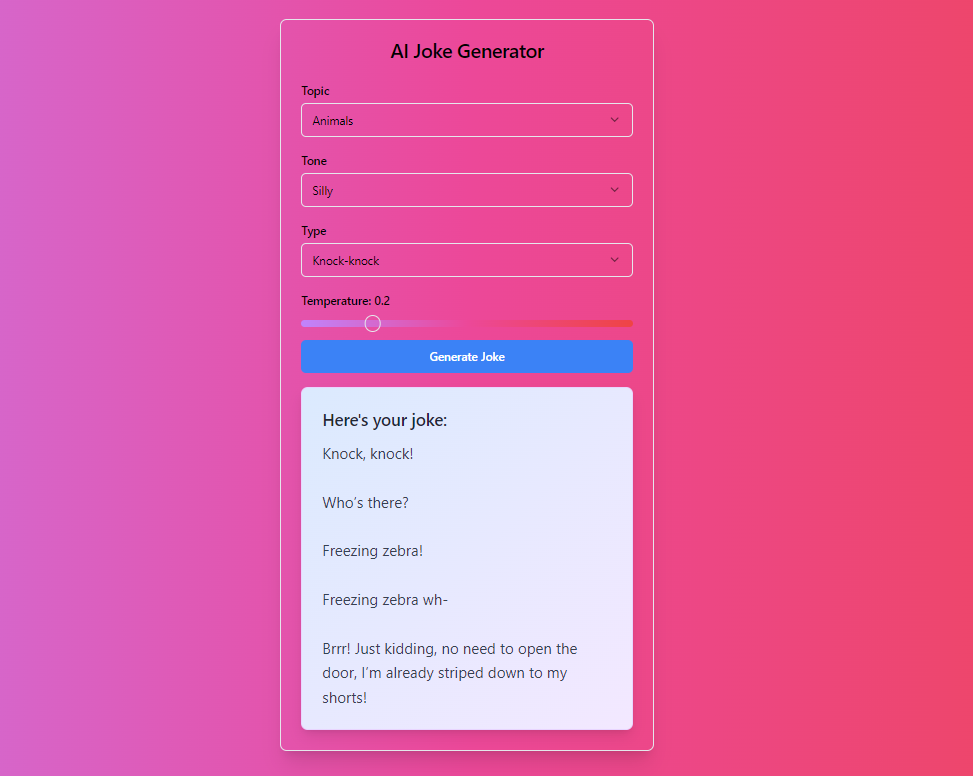 AI Joke Generator
Topic
Animals
Tone
Silly
Type
Knock-knock
Temperature: 0.2
Generate Joke
Here's your joke:
Knock, knock!
Who’s there?
Freezing zebra!
Freezing zebra wh-
Brrr! Just kidding, no need to open the
door, I’m already striped down to my
shorts!